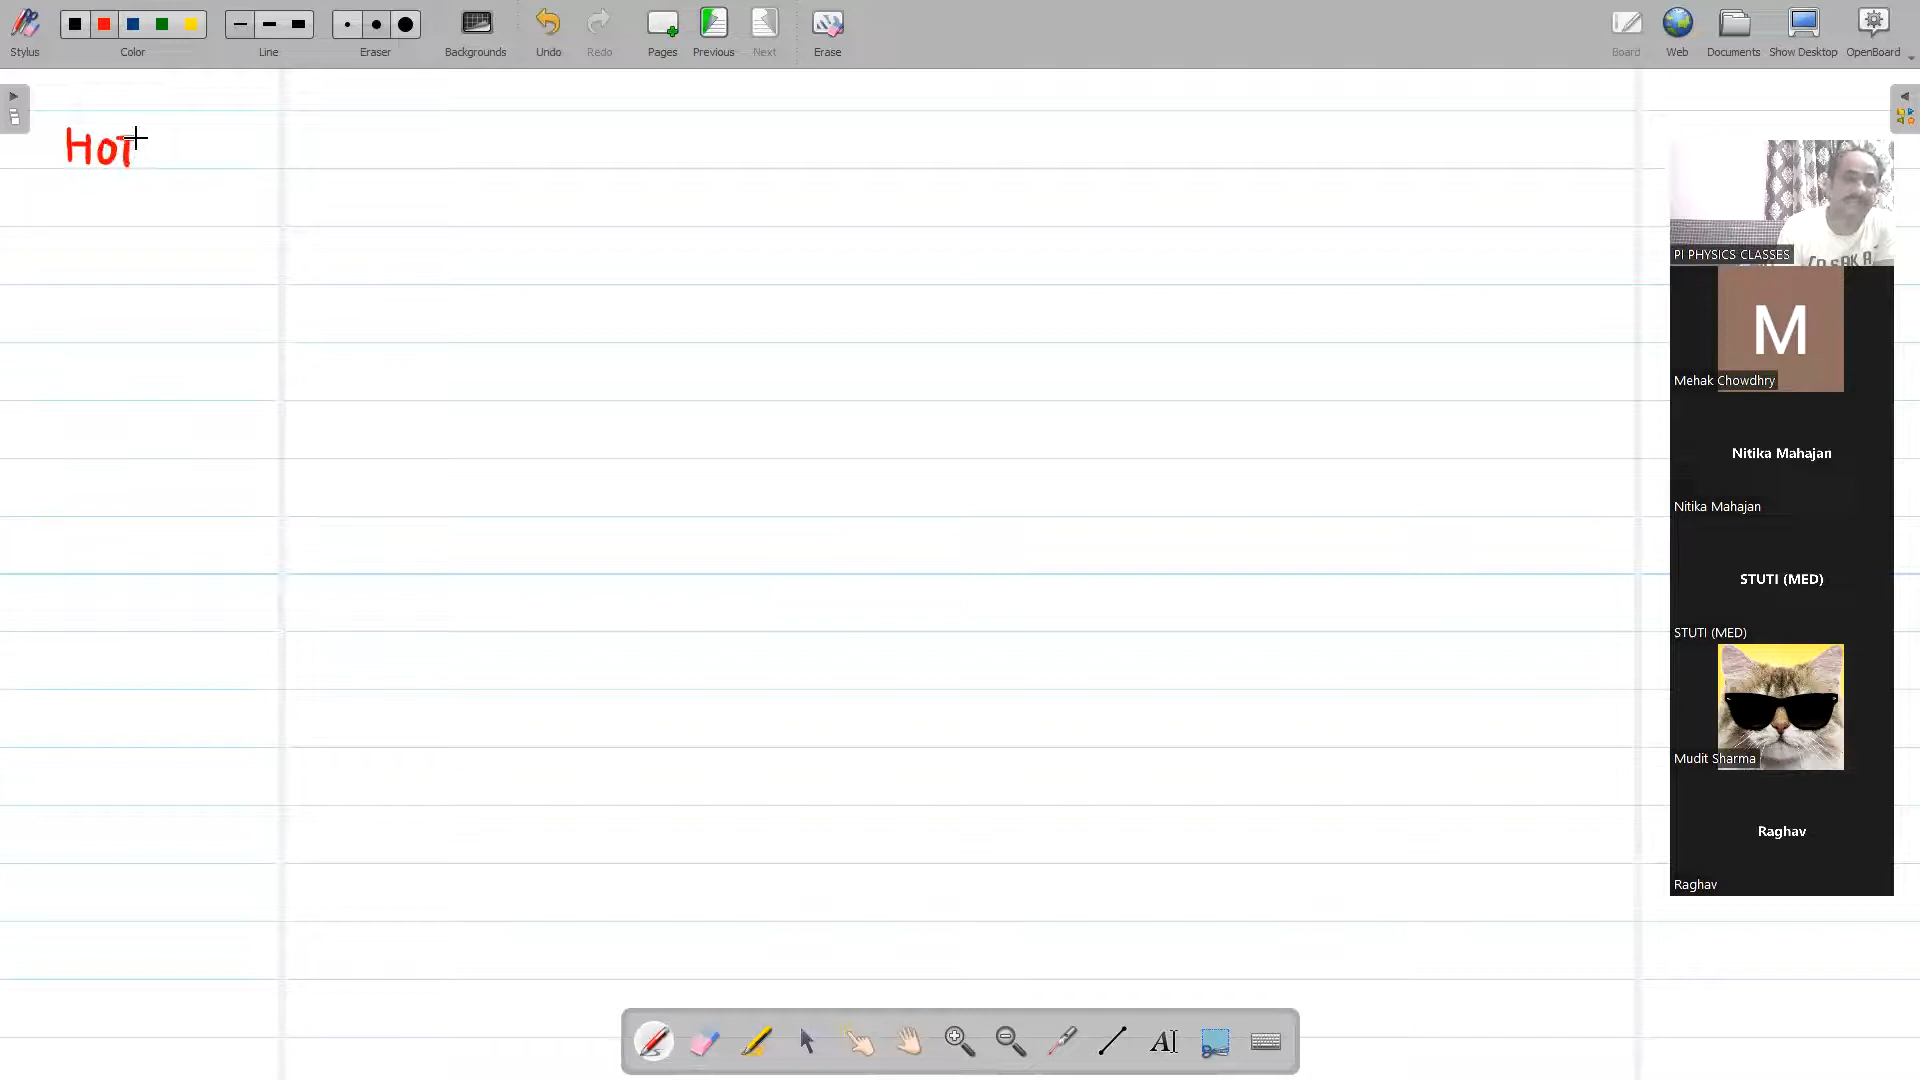 Stylus
Color
Line
Eraser
Backgrounds
Undo
Redo
Pages
Previous
Next
Erase
Board
Web
Documents
Show Desktop
OpenBoard
HoT
PI PHYSICS CLASSES
M
Mehak Chowdhry
Nitika Mahajan
Nitika Mahajan
STUTI (MED)
STUTI (MED)
Mudit Sharma
Raghav
Raghav